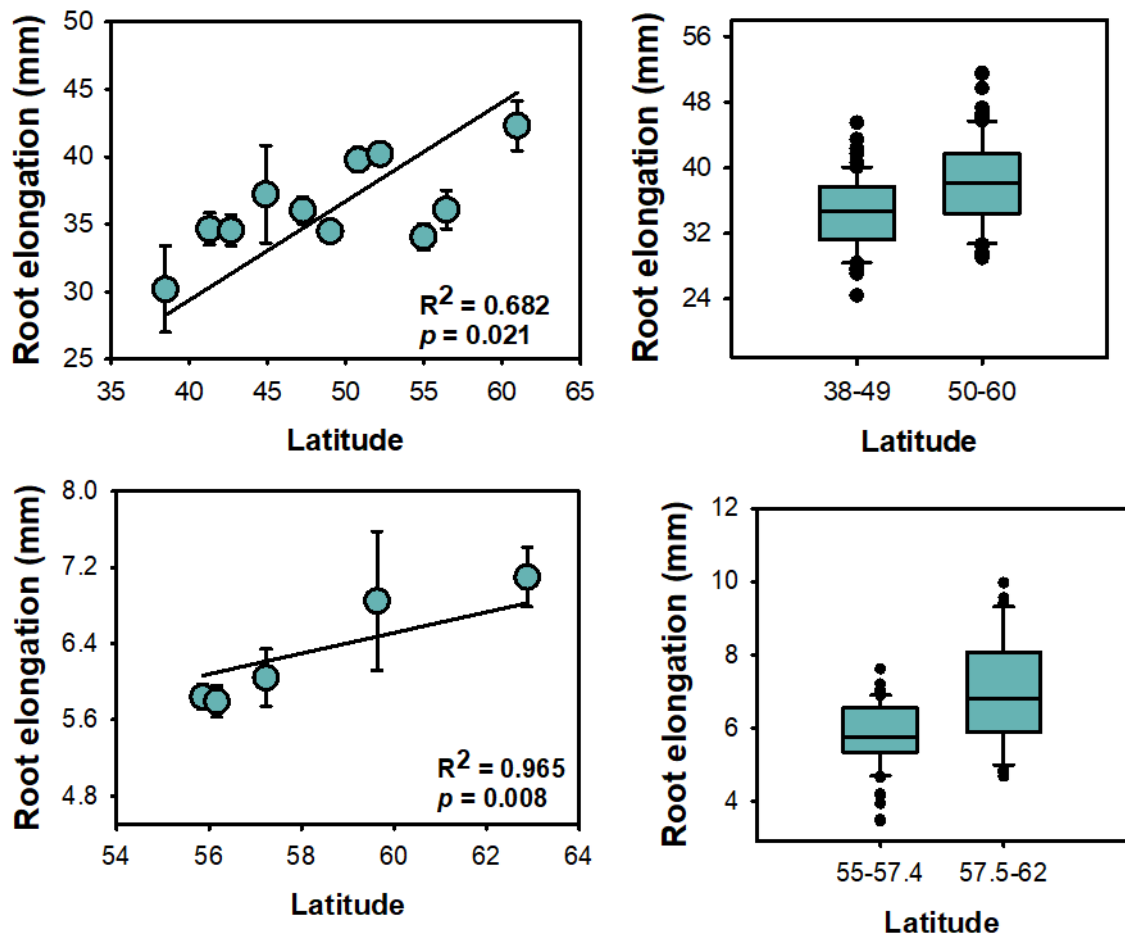 Root elongation (mm)
50
45
40
35
30
25
R² = 0.682
p = 0.021
35 40 45 50 55 60 65
Latitude
Root elongation (mm)
56
48
40
32
24
38-49 50-60
Latitude
Root elongation (mm)
8.0
7.2
6.4
5.6
4.8
R² = 0.965
p = 0.008
54 56 58 60 62 64
Latitude
Root elongation (mm)
12
10
8
6
4
55-57.4 57.5-62
Latitude